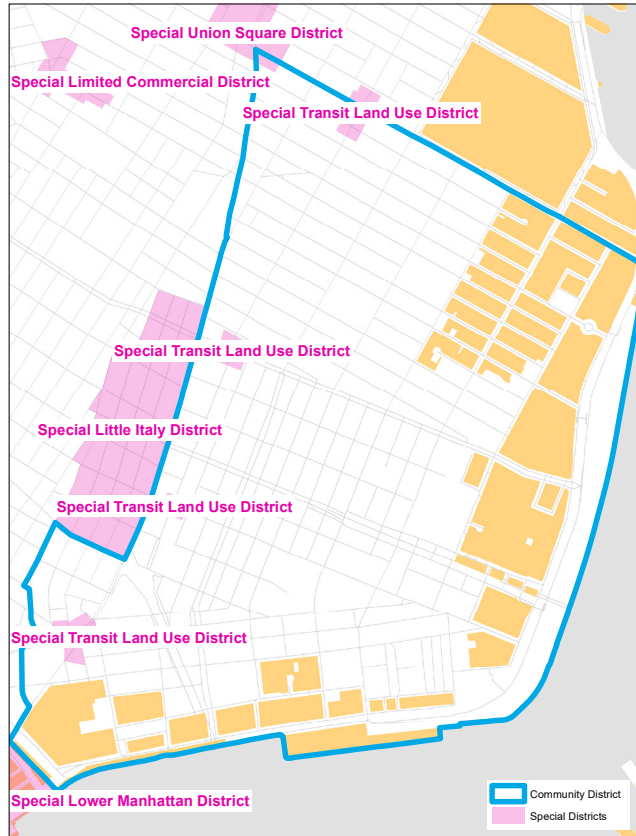 Special Union Square District
Special Limited Commercial District
Special Transit Land Use District
Special Transit Land Use District
Special Little Italy District
Special Transit Land Use District
Special Transit Land Use District
Special Lower Manhattan District
Community District
Special Districts